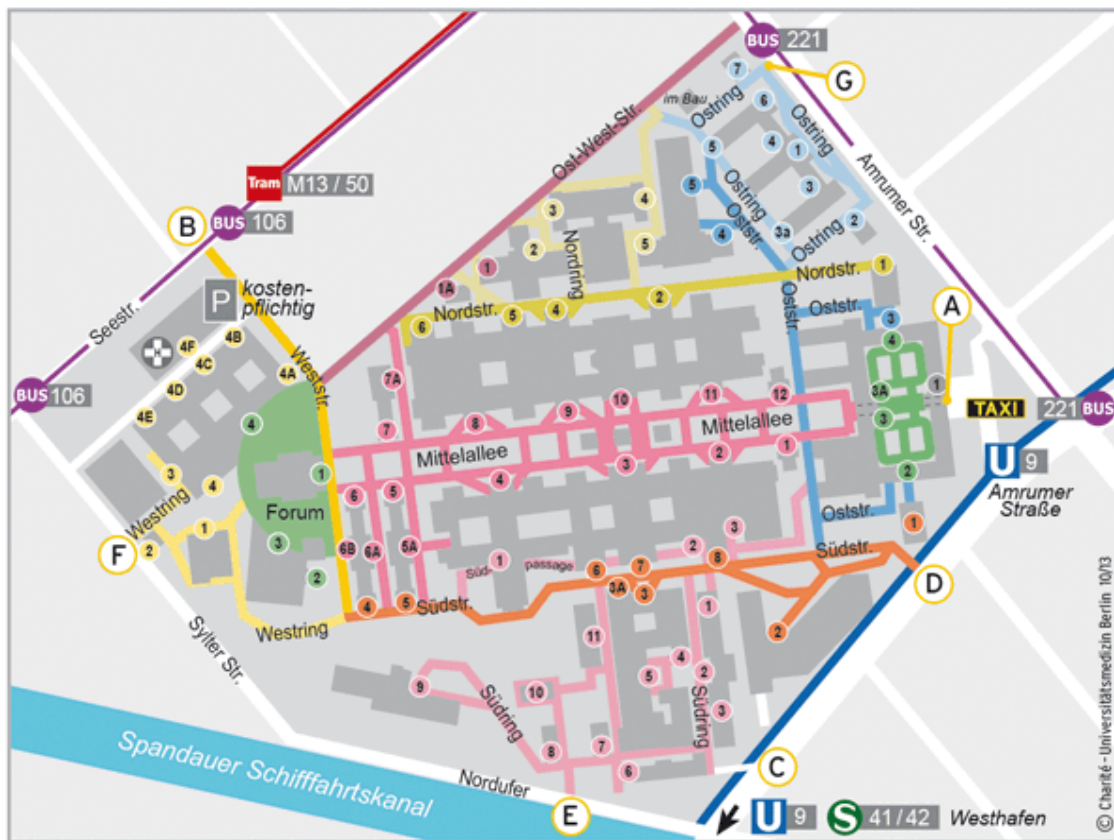 BUS 221
G
7
im Bau
Ostring
6
Ostring
4
1
5
3
Ost-West-Str.
Amrumer Str.
Tram M13 / 50
B
BUS 106
5
Ostring
Oststr.
4
3a
Ostring
2
3
4
2
5
Nordring
1
1A
Nordstr.
1
P
kosten-
pflichtig
Seestr.
Nordstr.
6
5
4
2
Oststr.
Oststr.
3
A
4
H
4F
4B
4C
4A
4D
4E
Weststr.
7A
7
8
9
10
11
12
3A
1
3
TAXI
221 BUS
BUS 106
4
Mittelallee
Mittelallee
1
2
3
4
2
U 9
Amrumer
Straße
3
4
1
Forum
6
5
Westring
1
F
2
3
2
6B
6A
5A
Oststr.
1
Südstr.
3
2
8
1
Süd passage
6
7
3A
3
D
4
5
Südstr.
Westring
1
2
11
4
2
5
3
9
10
Südring
Südring
8
7
6
Sylter Str.
Spandauer Schifffahrtskanal
Nordufer
E
C
U 9
S 41 / 42
Westhafen
© Charité - Universitätsmedizin Berlin 10/13